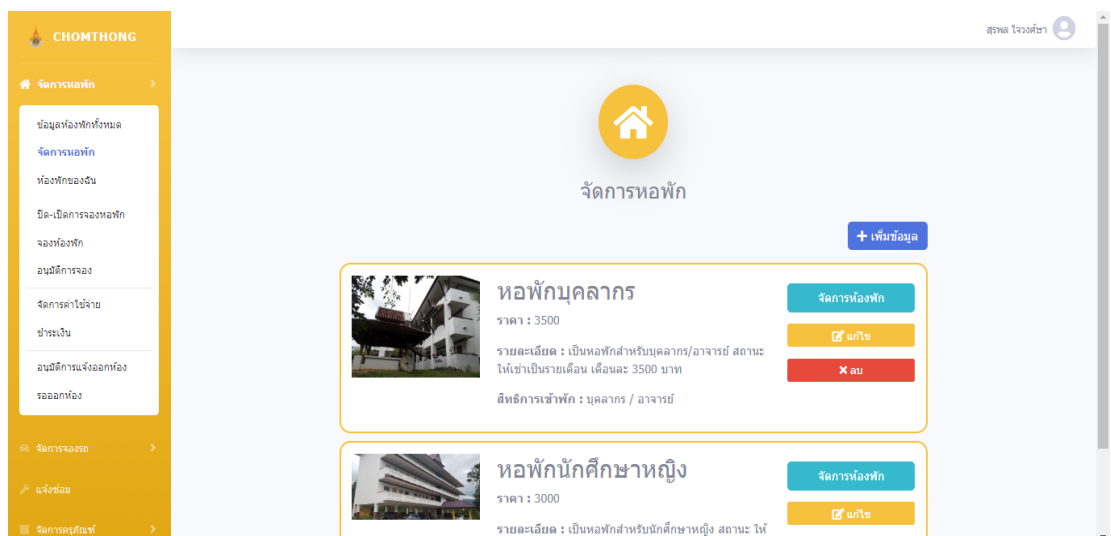 CHOMTHONG
สุรพล ใจวงศ์ษา
จัดการหอพัก
ข้อมูลห้องพักทั้งหมด
จัดการหอพัก
ห้องพักของฉัน
ปิด-เปิดการจองหอพัก
จองห้องพัก
อนุมัติการจอง
จัดการค่าใช้จ่าย
ชำระเงิน
อนุมัติการแจ้งออกห้อง
รอออกห้อง
จัดการจองรถ
แจ้งซ่อม
จัดการครุภัณฑ์
จัดการหอพัก
+ เพิ่มข้อมูล
หอพักบุคลากร
ราคา : 3500
รายละเอียด : เป็นหอพักสำหรับบุคลากร/อาจารย์ สถานะ
ให้เช่าเป็นรายเดือน เดือนละ 3500 บาท
สิทธิการเข้าพัก : บุคลากร / อาจารย์
จัดการห้องพัก
แก้ไข
ลบ
หอพักนักศึกษาหญิง
ราคา : 3000
รายละเอียด : เป็นหอพักสำหรับนักศึกษาหญิง สถานะ ให้
จัดการห้องพัก
แก้ไข